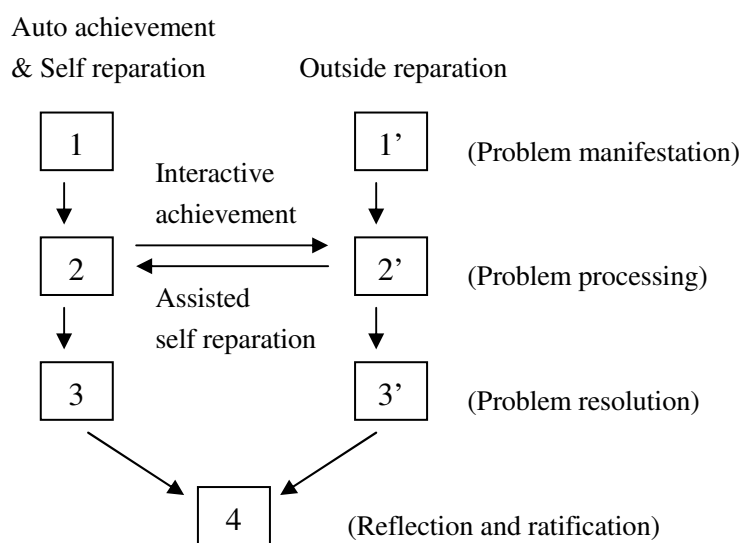 Auto achievement
& Self reparation
Outside reparation
1
1’
(Problem manifestation)
Interactive
achievement
2
2’
(Problem processing)
Assisted
self reparation
3
3’
(Problem resolution)
4
(Reflection and ratification)